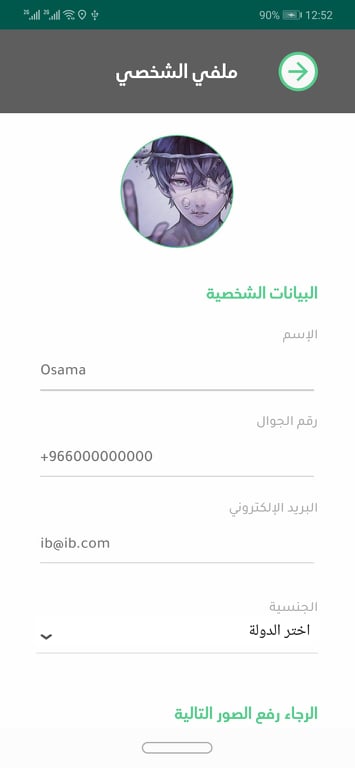 90% 12:52
ملفي الشخصي
البيانات الشخصية
الإسم
Osama
رقم الجوال
+966000000000
البريد الإلكتروني
ib@ib.com
الجنسية
اختر الدولة
الرجاء رفع الصور التالية